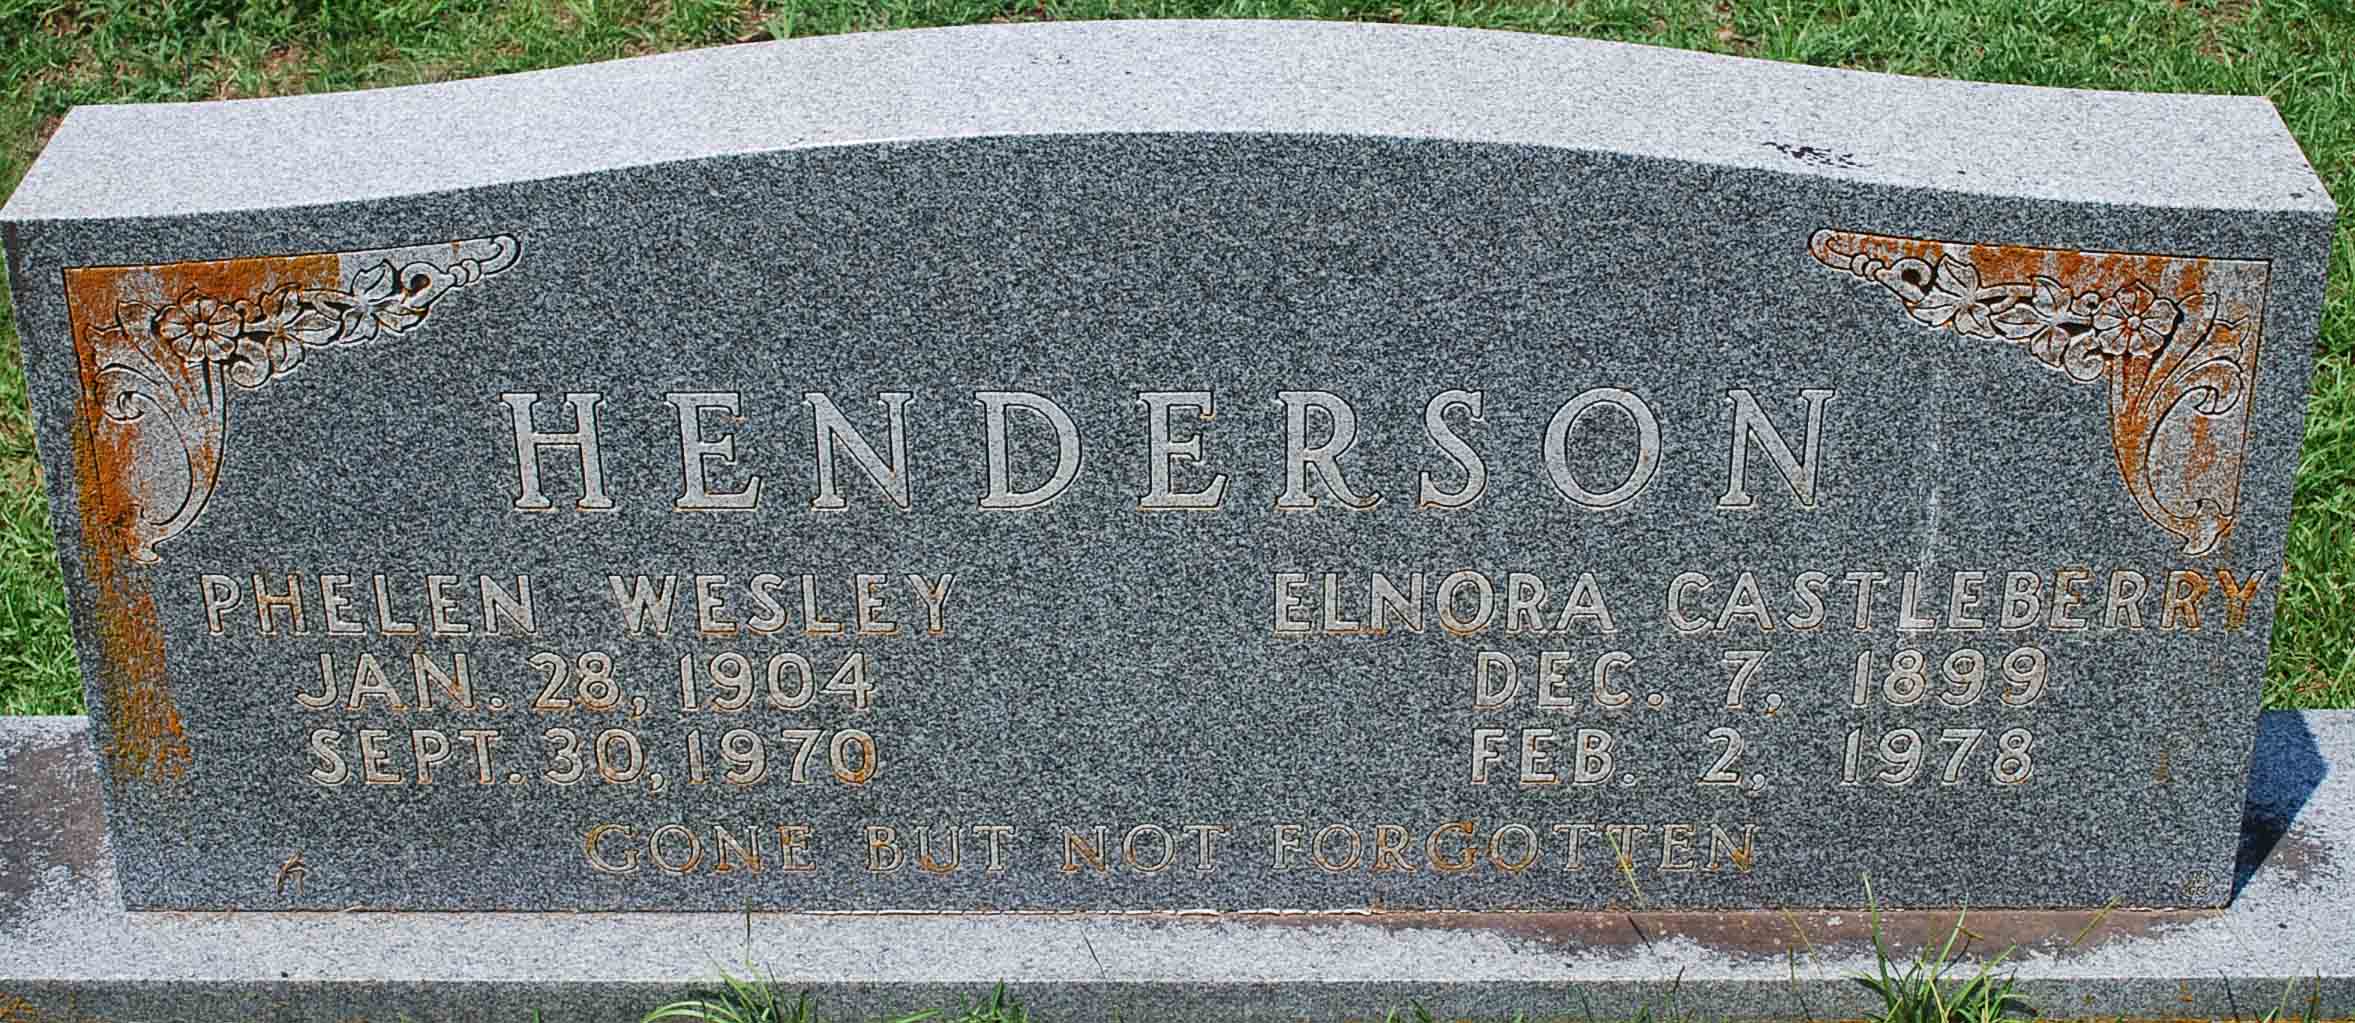 HENDERSON
PHELEN WESLEY
JAN. 28, 1904
SEPT. 30, 1970
ELNORA CASTLEBERRY
DEC. 7, 1899
FEB. 2, 1978
GONE BUT NOT FORGOTTEN